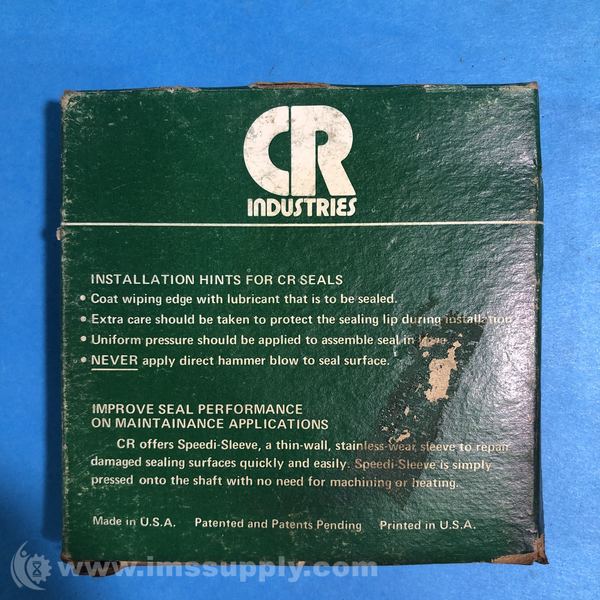 CR
INDUSTRIES
INSTALLATION HINTS FOR CR SEALS
• Coat wiping edge with lubricant that is to be sealed.
• Extra care should be taken to protect the sealing lip during installation
• Uniform pressure should be applied to assemble seal in
• NEVER apply direct hammer blow to seal surface.
IMPROVE SEAL PERFORMANCE
ON MAINTAINANCE APPLICATIONS
CR offers Speedi-Sleeve, a thin-wall, stainless-wear sleeve to repair
damaged sealing surfaces quickly and easily. Speedi-Sleeve is simply
pressed onto the shaft with no need for machining or heating.
Made in U.S.A. Patented and Patents Pending Printed in U.S.A.
www.imssupply.com